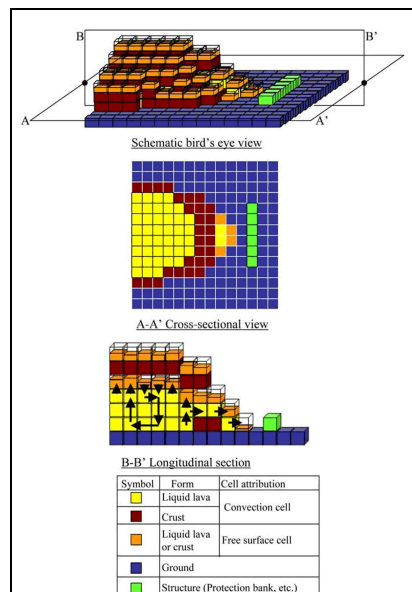 B
B'
A
A'
Schematic bird's eye view
A-A' Cross-sectional view
B-B' Longitudinal section
Symbol Form Cell attribution
Liquid lava
Convection cell
Crust
Liquid lava
or crust
Free surface cell
Ground
Structure (Protection bank, etc.)